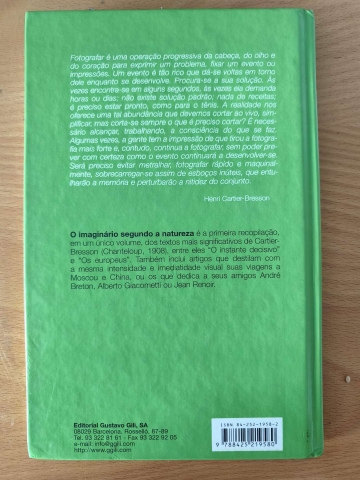 Fotografar é uma operação progressiva da cabeça, do olho e
do coração para exprimir um problema, fixar um evento ou
impressões. Um evento é tão rico que dá-se voltas em torno
dele enquanto se desenvolve. Procura-se a sua solução. Às
vezes encontra-se em alguns segundos, às vezes ela demanda
horas ou dias; não existe solução padrão; nada de receitas;
é preciso estar pronto, como para o tênis. A realidade nos
oferece uma tal abundância que devemos cortar ao vivo, sim-
plificar, mas corta-se sempre o que é preciso cortar? É neces-
sário alcançar, trabalhando, a consciência do que se faz.
Algumas vezes, a gente tem a impressão de que tirou a fotogra-
fia mais forte e, contudo, continua a fotografar, sem poder pre-
ver com certeza como o evento continuará a desenvolver-se.
Será preciso evitar metralhar, fotografar rápido e maquinal-
mente, sobrecarregar-se assim de esboços inúteis, que entu-
lharão a memória e perturbarão a nitidez do conjunto.
Henri Cartier-Bresson
O imaginário segundo a natureza é a primeira recopilação,
em um único volume, dos textos mais significativos de Cartier-
Bresson (Chanteloup, 1908), entre eles "O instante decisivo"
e "Os europeus". Também inclui artigos que destilam com
a mesma intensidade e imediatidade visual suas viagens a
Moscou e China, ou os que dedica a seus amigos André
Breton, Alberto Giacometti ou Jean Renoir.
Editorial Gustavo Gili, SA
08029 Barcelona. Rosselló, 87-89
Tel. 93 322 81 61 - Fax 93 322 92 05
e-mail: info@ggili.com
http://www.ggili.com
ISBN 84-252-1958-2
9 788425 219580